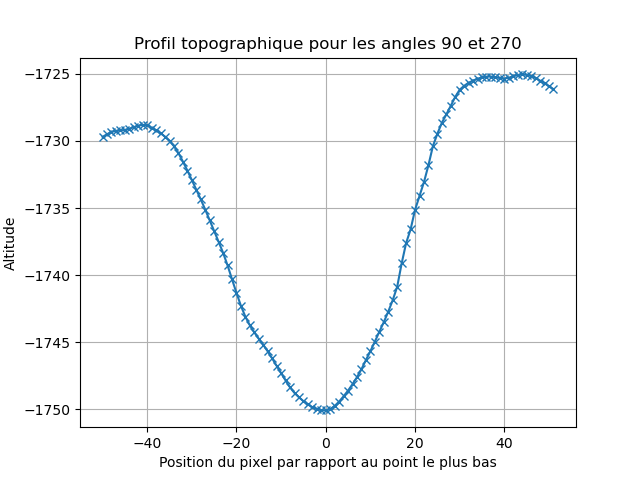 Profil topographique pour les angles 90 et 270
−1725
−1730
−1735
−1740
−1745
−1750
Altitude
−40 −20 0 20 40
Position du pixel par rapport au point le plus bas